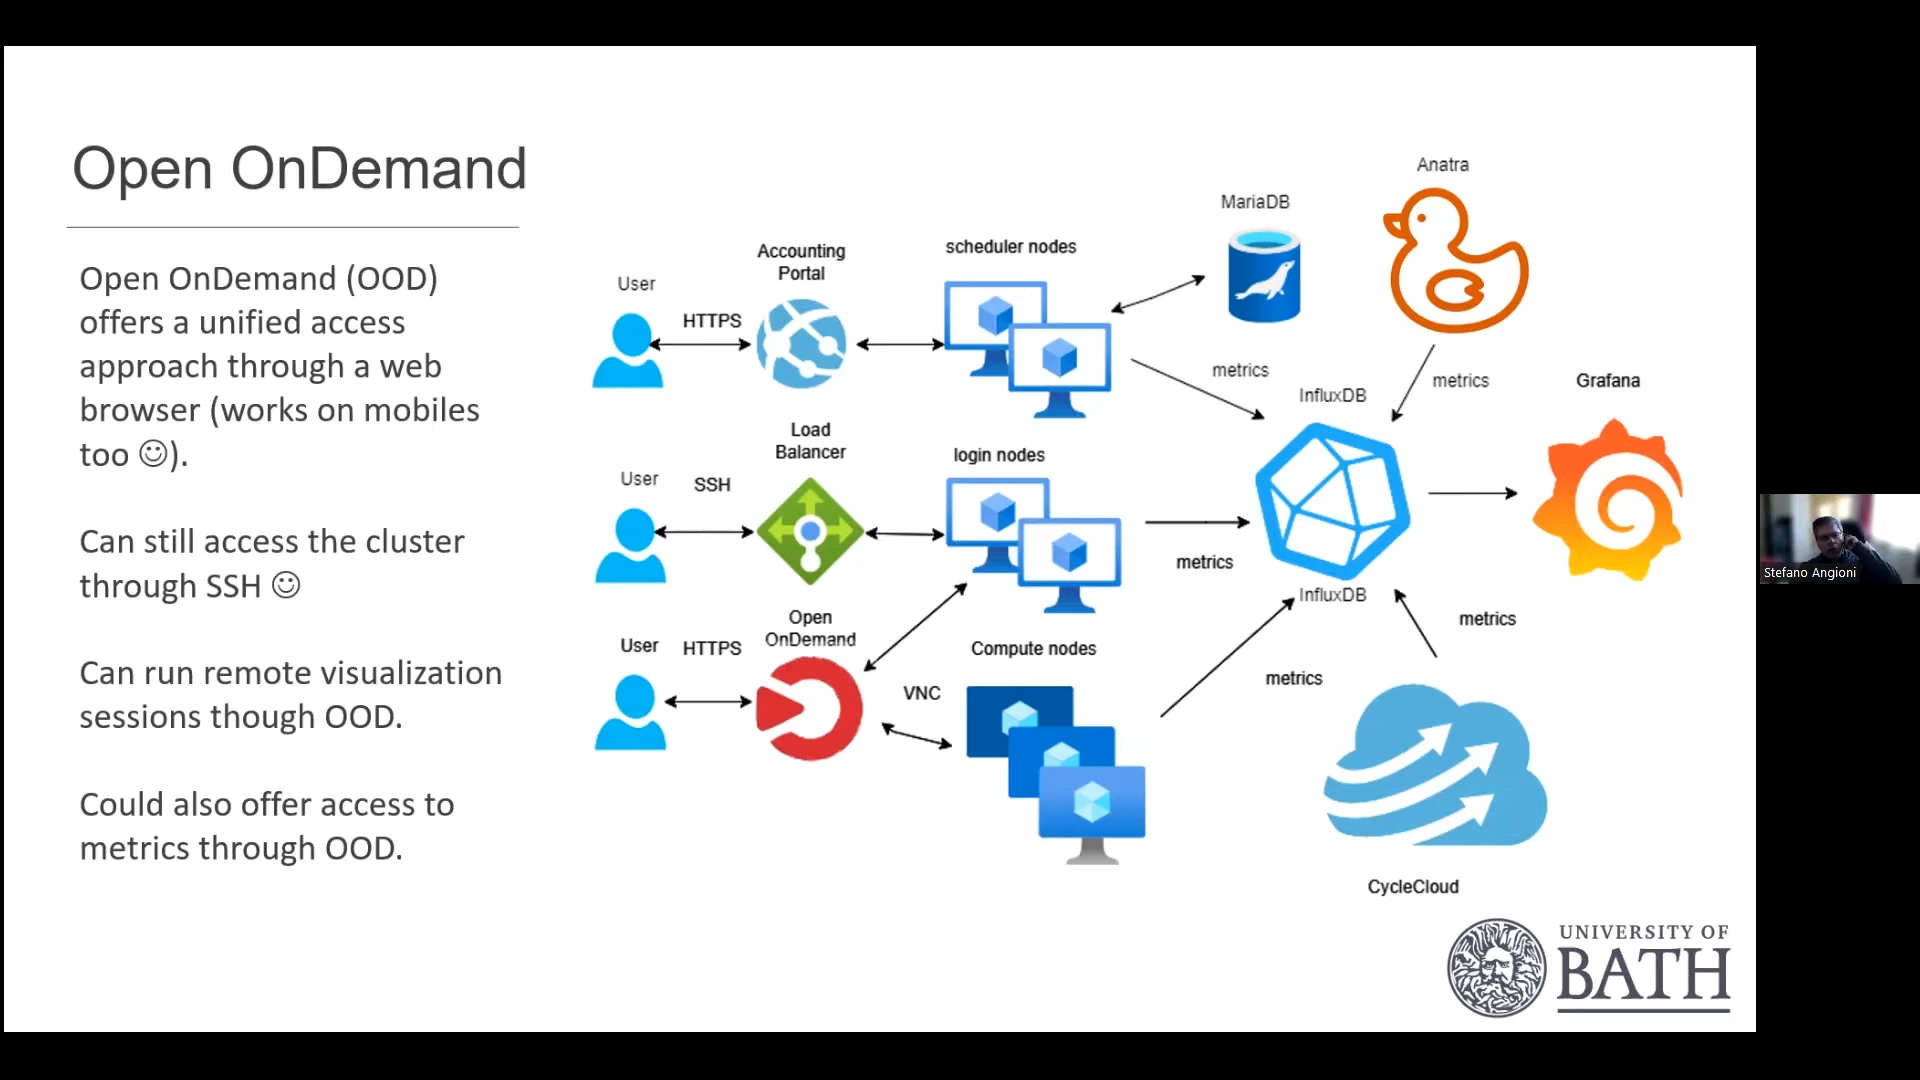 Open OnDemand
Open OnDemand (OOD)
offers a unified access
approach through a web
browser (works on mobiles
too ☺).
Can still access the cluster
through SSH ☺
Can run remote visualization
sessions though OOD.
Could also offer access to
metrics through OOD.
User
HTTPS
Accounting
Portal
scheduler nodes
MariaDB
Anatra
metrics
metrics
InfluxDB
Grafana
User
SSH
Load
Balancer
login nodes
metrics
InfluxDB
User
HTTPS
Open
OnDemand
VNC
Compute nodes
metrics
metrics
CycleCloud
UNIVERSITY OF
BATH
Stefano Angioni